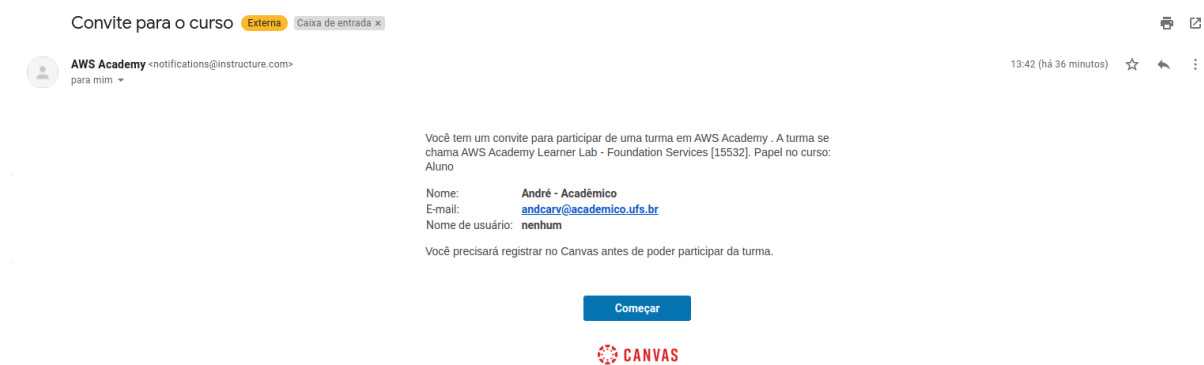 Convite para o curso Externa Caixa de entrada ×
AWS Academy <notifications@instructure.com> 13:42 (há 36 minutos)
para mim
Você tem um convite para participar de uma turma em AWS Academy . A turma se
chama AWS Academy Learner Lab - Foundation Services [15532]. Papel no curso:
Aluno
Nome: André - Acadêmico
E-mail: andcarv@academico.ufs.br
Nome de usuário: nenhum
Você precisará registrar no Canvas antes de poder participar da turma.
Começar
CANVAS